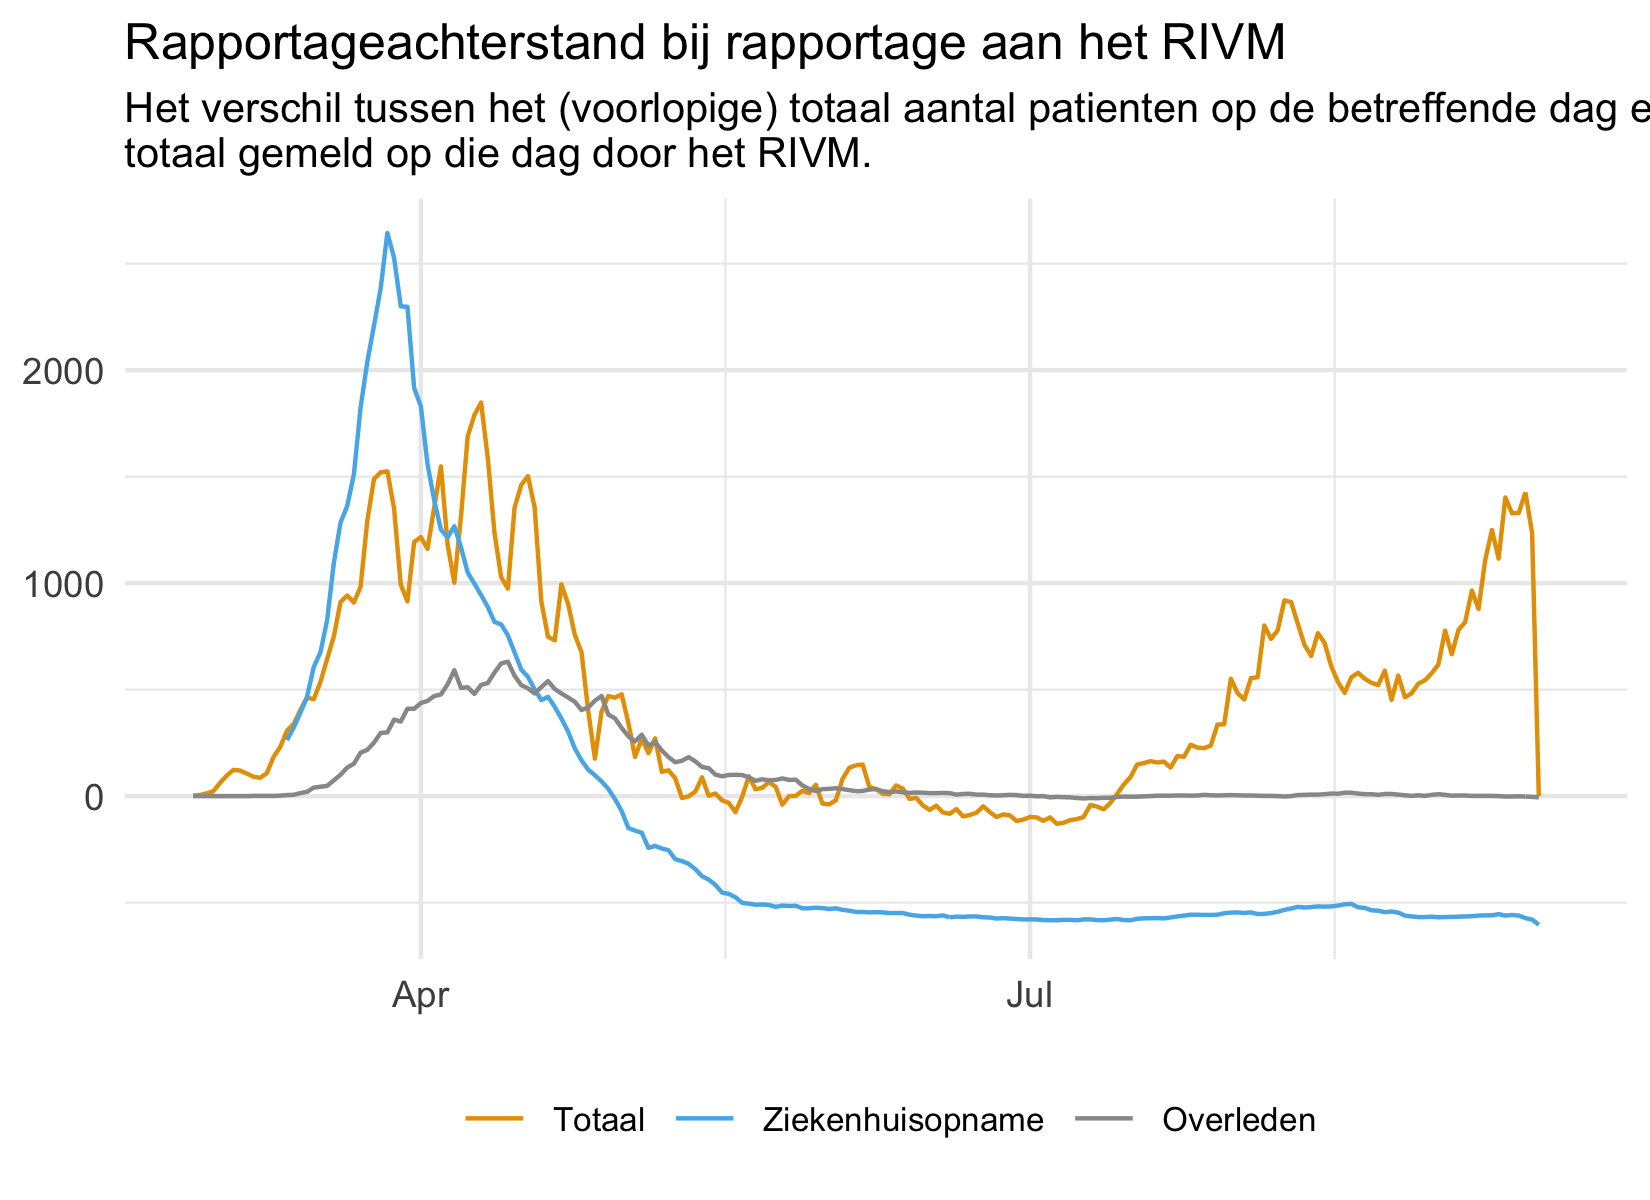 Rapportageachterstand bij rapportage aan het RIVM
Het verschil tussen het (voorlopige) totaal aantal patienten op de betreffende dag e
totaal gemeld op die dag door het RIVM.
2000
1000
0
Apr
Jul
Totaal
Ziekenhuisopname
Overleden